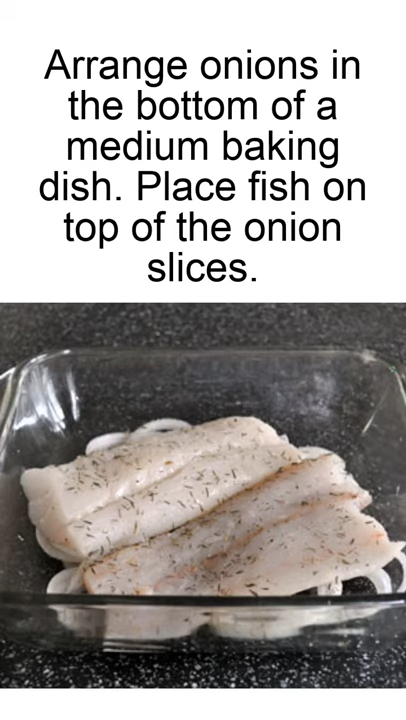 Arrange onions in
the bottom of a
medium baking
dish. Place fish on
top of the onion
slices.